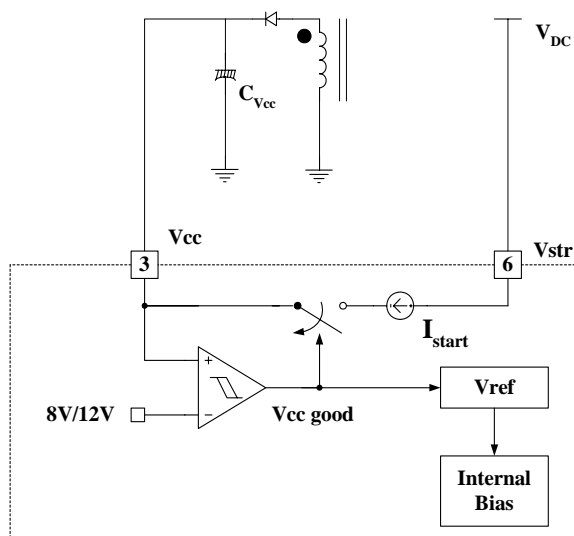 V_DC
C_Vcc
Vcc
Vstr
3
6
I_start
+
8V/12V
−
Vcc good
Vref
Internal
Bias